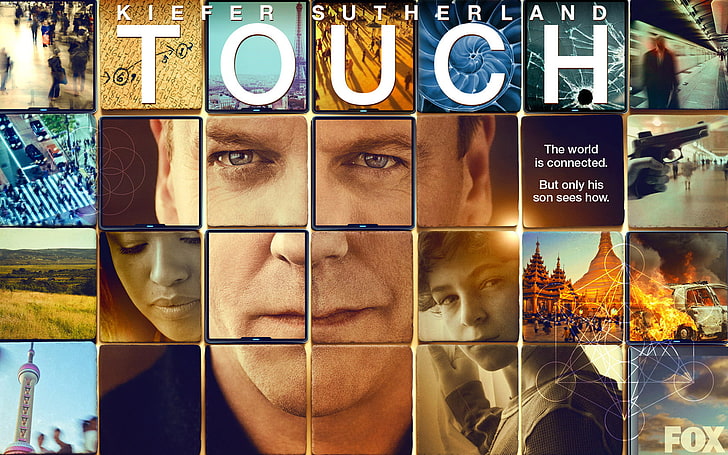 KIEFER SUTHERLAND
TOUCH
The world
is connected.
But only his
son sees how.
FOX